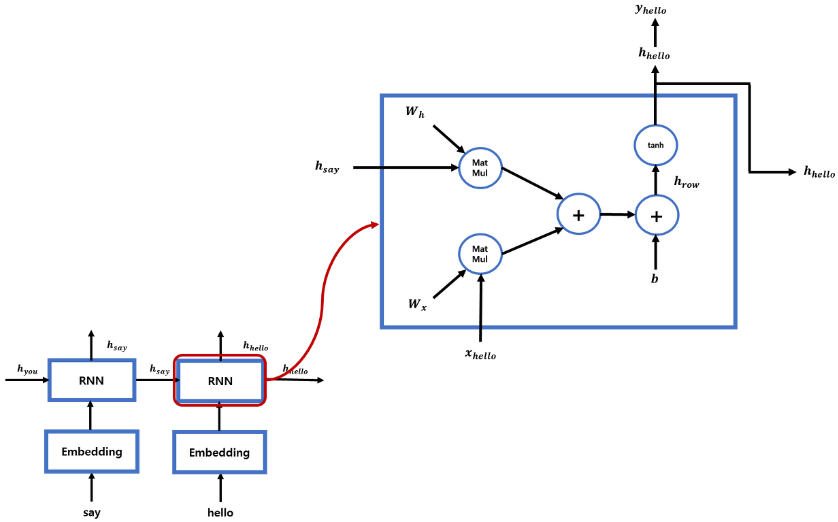 y_hello
h_hello
W_h
Mat
Mul
tanh
h_say
h_row
h_hello
+
+
Mat
Mul
W_x
b
x_hello
h_say
h_hello
h_you
RNN
h_say
RNN
h_hello
Embedding
Embedding
say
hello